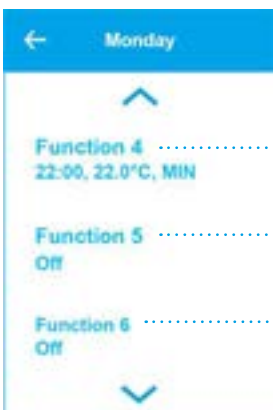 Monday
Function 4
22:00, 22.0°C, MIN
Function 5
Off
Function 6
Off